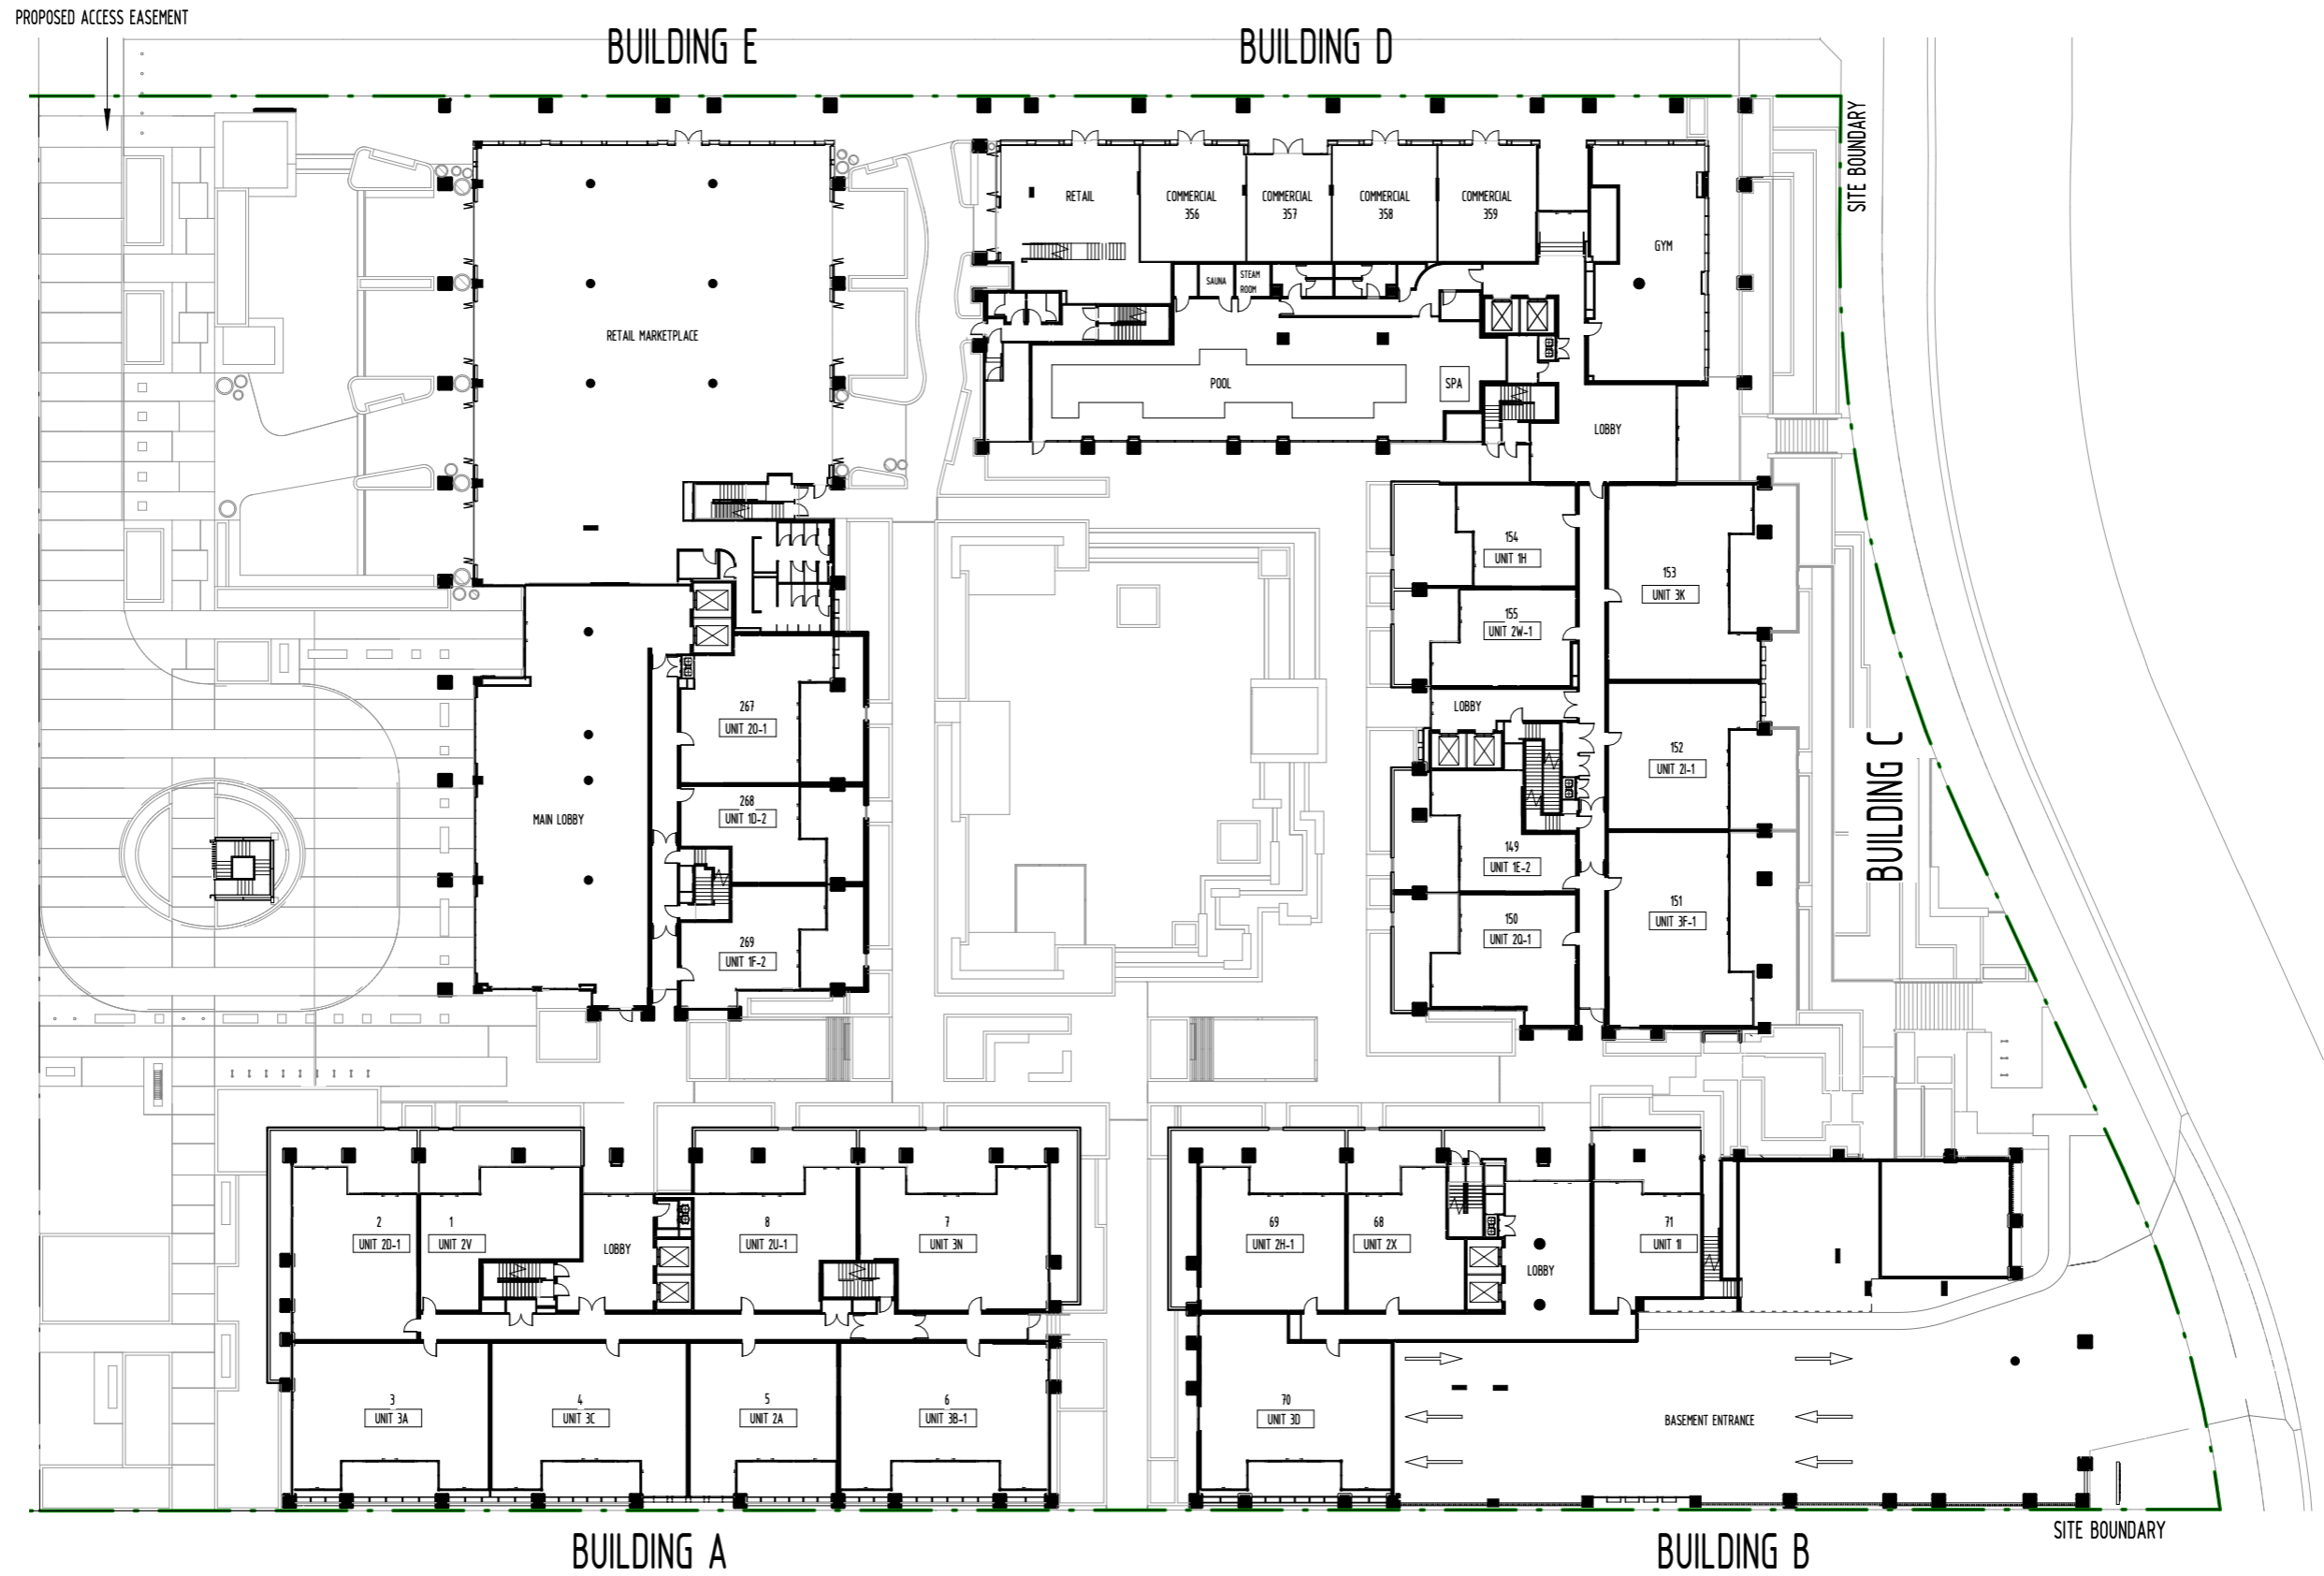 PROPOSED ACCESS EASEMENT
BUILDING E
BUILDING D
SITE BOUNDARY
RETAIL
COMMERCIAL
356
COMMERCIAL
357
COMMERCIAL
358
COMMERCIAL
359
GYM
SAUNA
STEAM
ROOM
RETAIL MARKETPLACE
POOL
SPA
LOBBY
154
UNIT 1H
153
UNIT 3K
155
UNIT 2W-1
LOBBY
267
UNIT 2O-1
152
UNIT 2I-1
BUILDING C
268
UNIT 1D-2
MAIN LOBBY
149
UNIT 1E-2
151
UNIT 3F-1
150
UNIT 2Q-1
269
UNIT 1F-2
2
UNIT 2D-1
1
UNIT 2V
LOBBY
8
UNIT 2U-1
7
UNIT 3N
69
UNIT 2H-1
68
UNIT 2X
LOBBY
71
UNIT 1I
3
UNIT 3A
4
UNIT 3C
5
UNIT 2A
6
UNIT 3B-1
70
UNIT 3D
BASEMENT ENTRANCE
SITE BOUNDARY
BUILDING A
BUILDING B